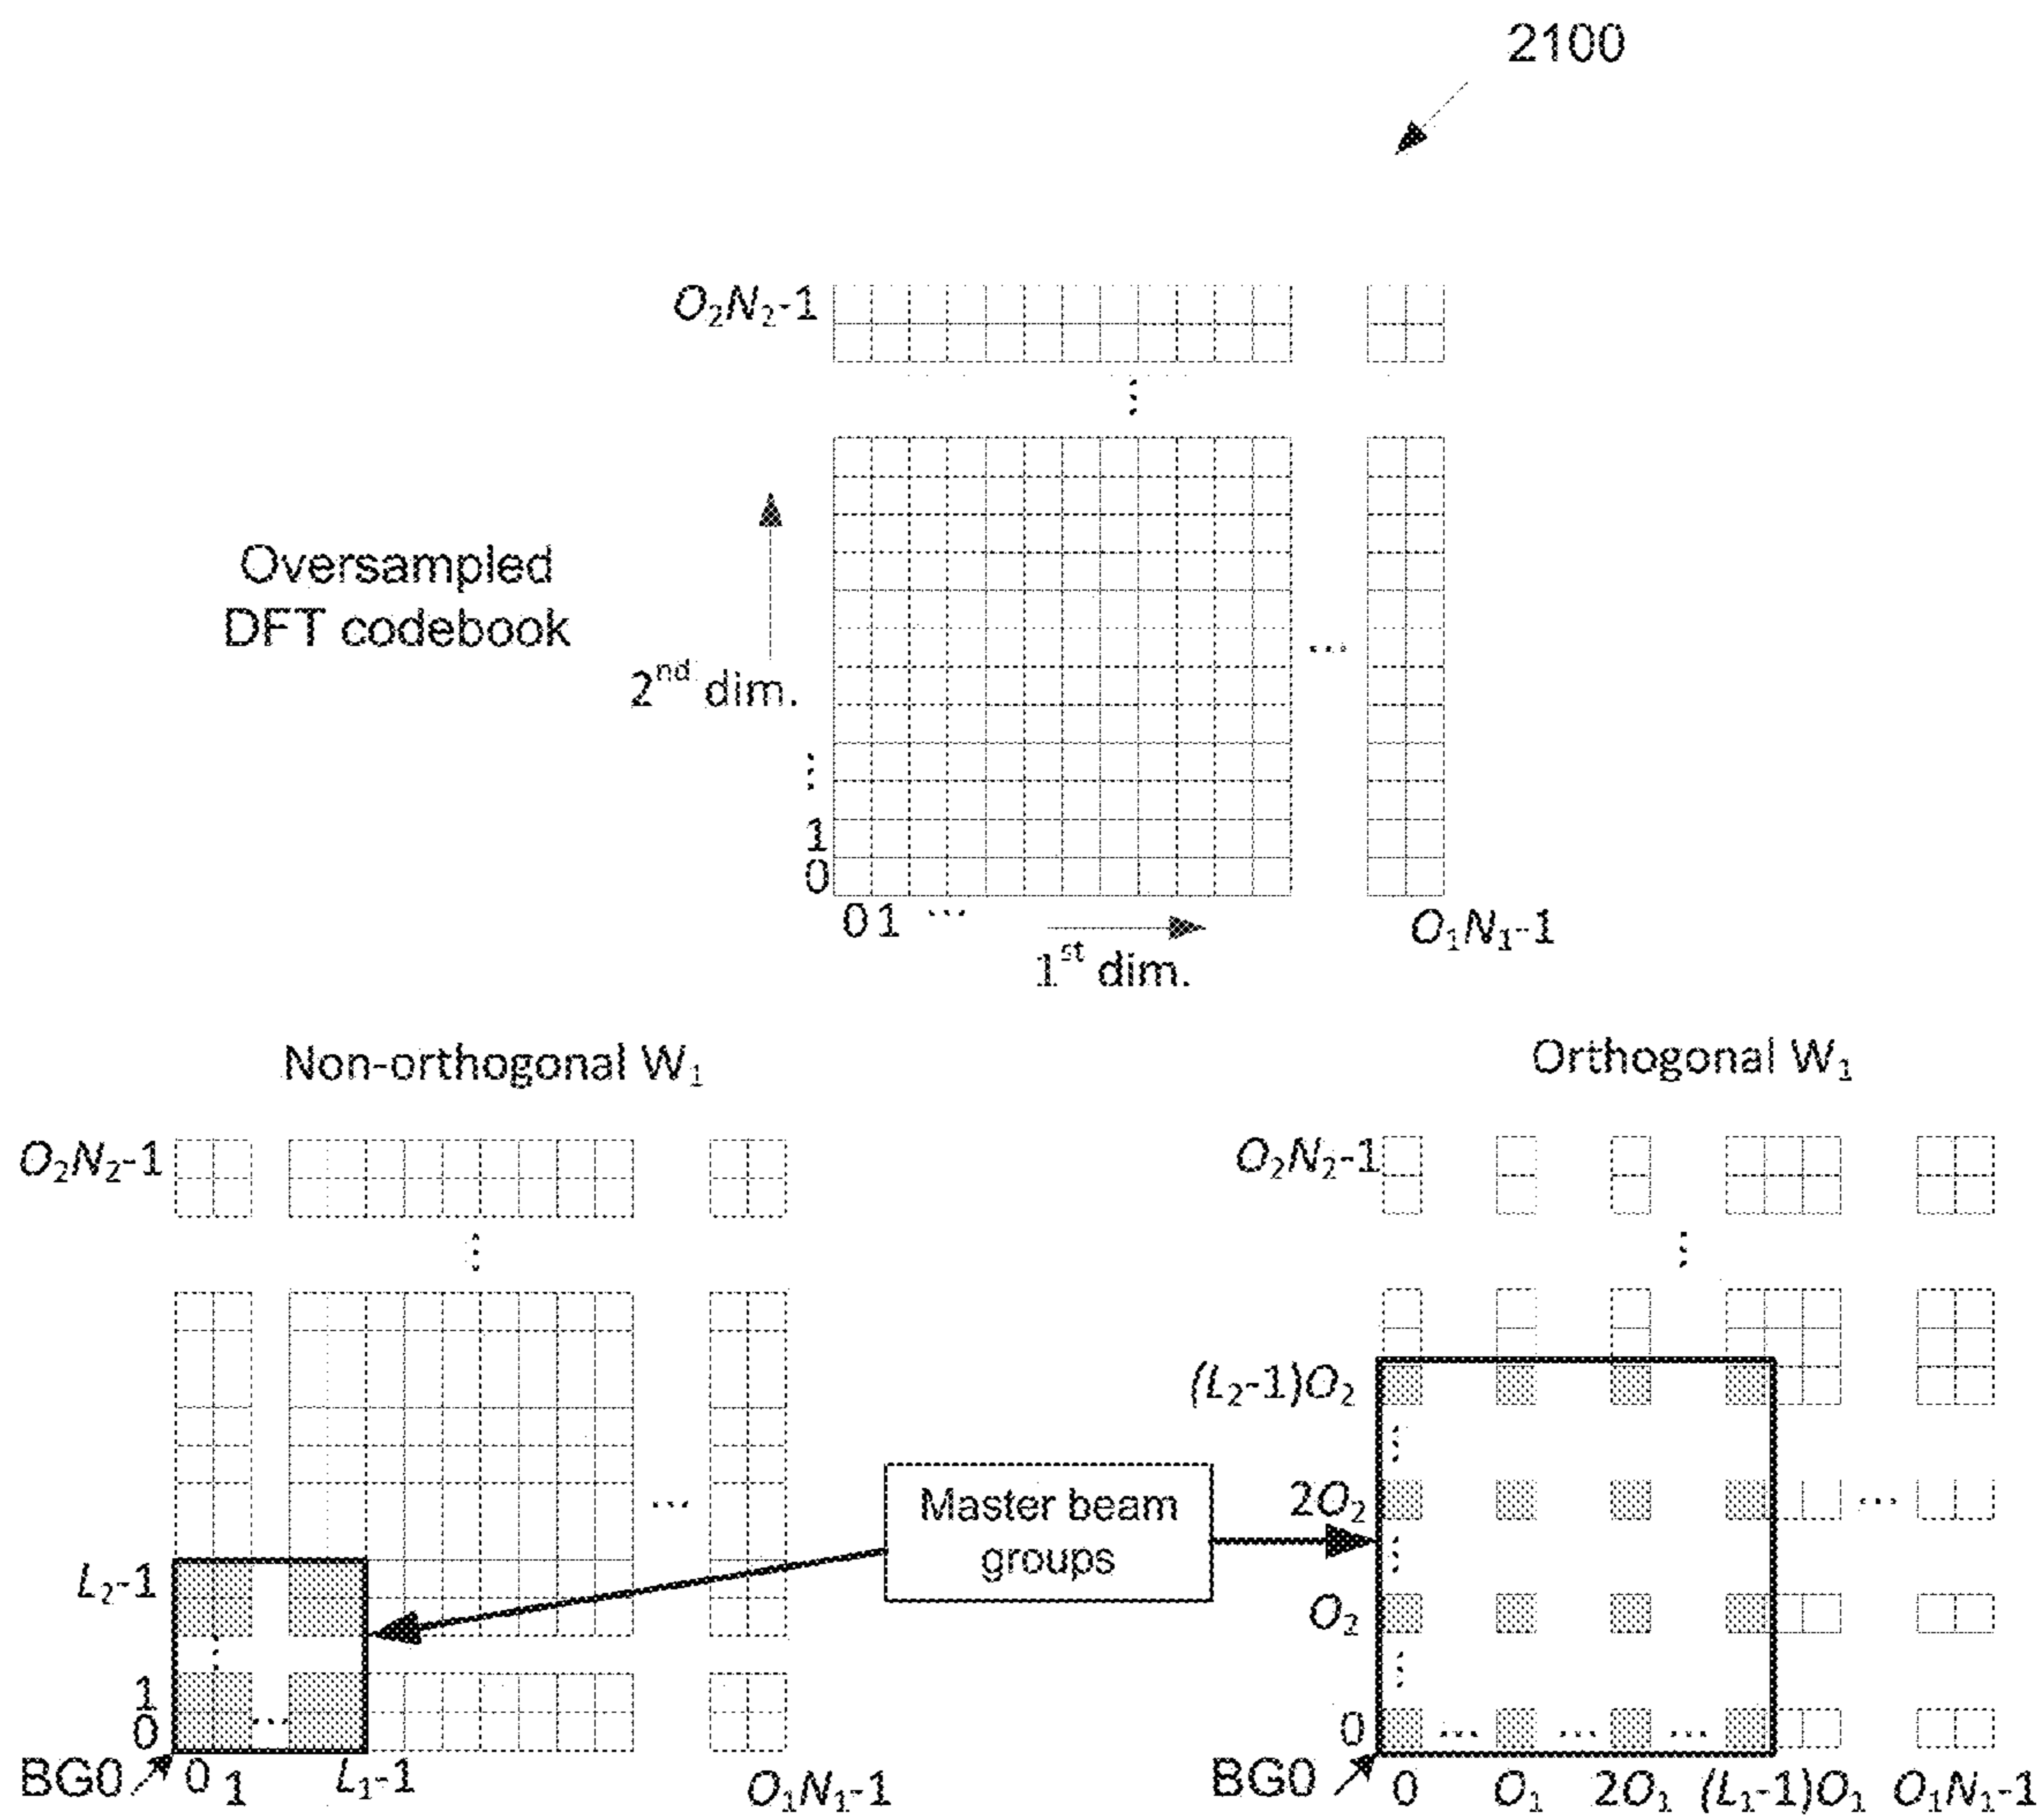 2100
O₂N₂-1
⋮
Oversampled
DFT codebook
2ⁿᵈ dim.
...
⋮
1
0
0 1 ...
1ˢᵗ dim.
O₁N₁-1
Non-orthogonal W₁
Orthogonal W₁
O₂N₂-1
⋮
O₂N₂-1
⋮
(L₂-1)O₂
⋮
Master beam
groups
...
2O₂
...
⋮
L₂-1
O₂
⋮
⋮
1
0
...
0
... ... ...
BG0
0 1 L₁-1 O₁N₁-1
BG0
0 O₁ 2O₁ (L₁-1)O₁ O₁N₁-1